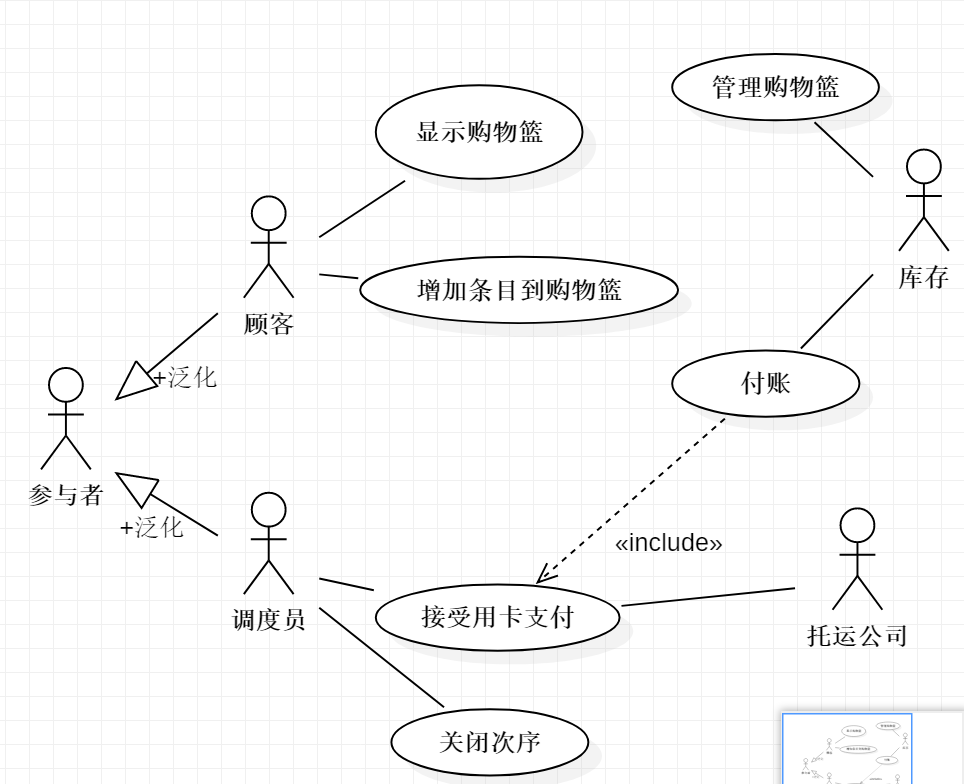 管理购物篮
显示购物篮
库存
增加条目到购物篮
顾客
+泛化
付账
参与者
+泛化
«include»
调度员
接受用卡支付
托运公司
关闭次序